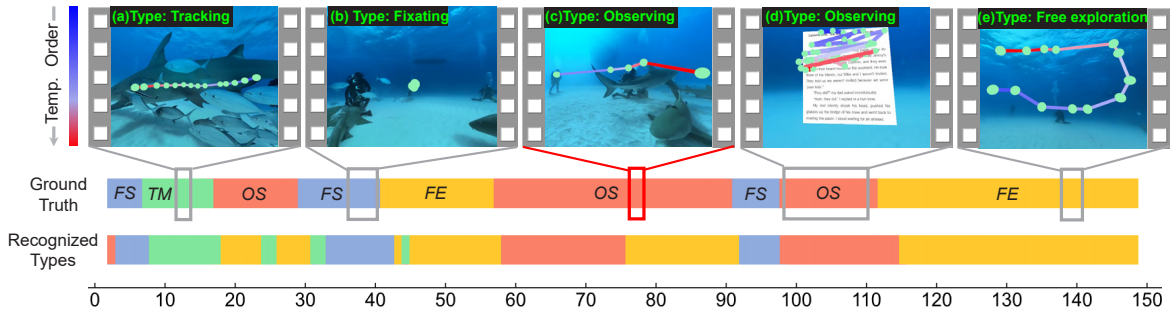 Temp. Order
(a)Type: Tracking
(b) Type: Fixating
(c)Type: Observing
(d)Type: Observing
(e)Type: Free exploration
Ground
Truth
FS TM OS FS FE OS FS OS FE
Recognized
Types
0 10 20 30 40 50 60 70 80 90 100 110 120 130 140 150